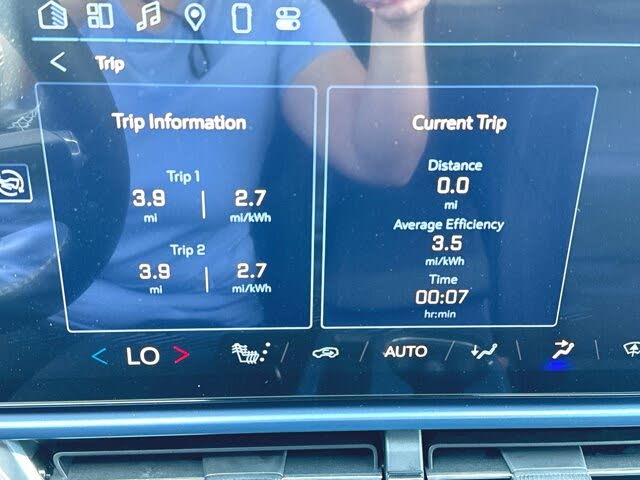 Trip
Trip Information
Trip 1
3.9 | 2.7
mi mi/kWh
Trip 2
3.9 | 2.7
mi mi/kWh
Current Trip
Distance
0.0
mi
Average Efficiency
3.5
mi/kWh
Time
00:07
hr:min
< LO > AUTO